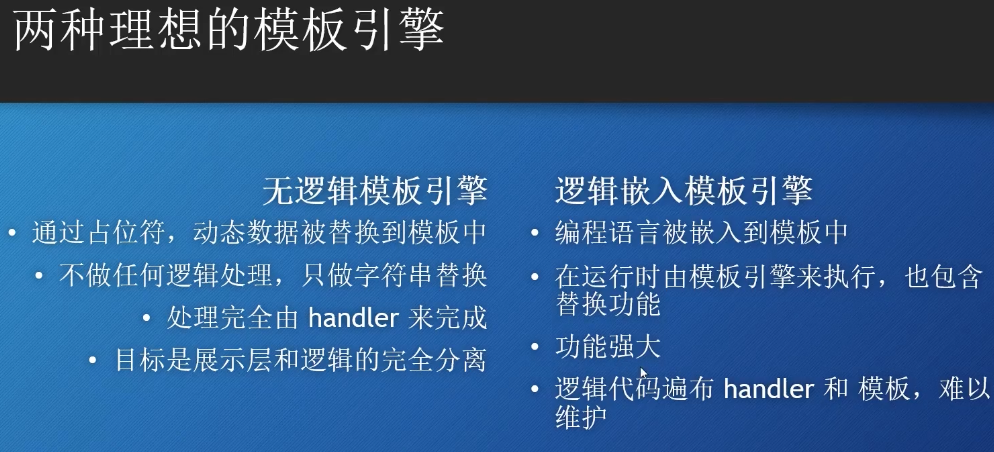 两种理想的模板引擎
无逻辑模板引擎
• 通过占位符，动态数据被替换到模板中
• 不做任何逻辑处理，只做字符串替换
• 处理完全由 handler 来完成
• 目标是展示层和逻辑的完全分离
逻辑嵌入模板引擎
• 编程语言被嵌入到模板中
• 在运行时由模板引擎来执行，也包含
替换功能
• 功能强大
• 逻辑代码遍布 handler 和 模板，难以
维护